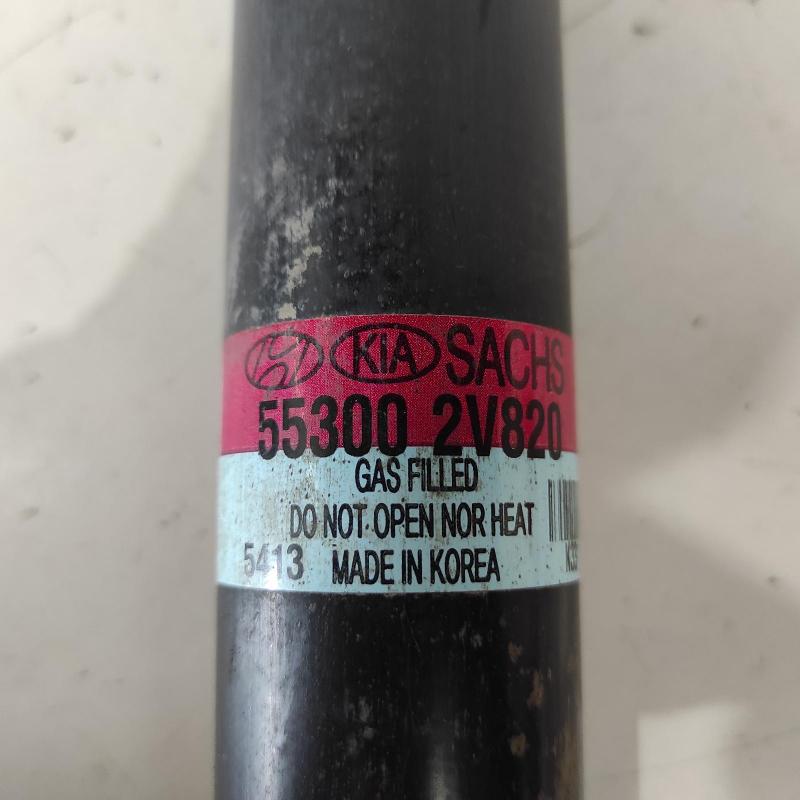 KIA SACHS
55300 2V820
GAS FILLED
DO NOT OPEN NOR HEAT
5413 MADE IN KOREA